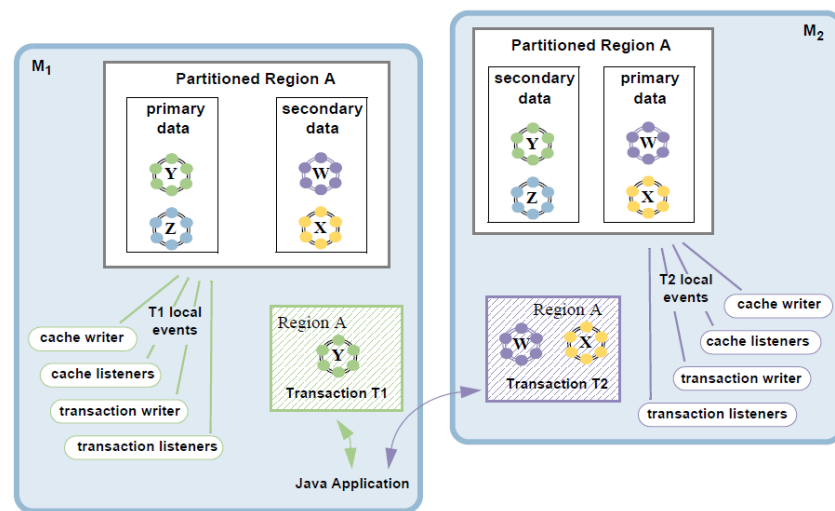 M1
Partitioned Region A
primary
data
secondary
data
Y
W
Z
X
T1 local
events
cache writer
cache listeners
transaction writer
transaction listeners
Region A
Y
Transaction T1
Java Application
M2
Partitioned Region A
secondary
data
primary
data
Y
W
Z
X
T2 local
events
cache writer
cache listeners
transaction writer
transaction listeners
Region A
W
X
Transaction T2